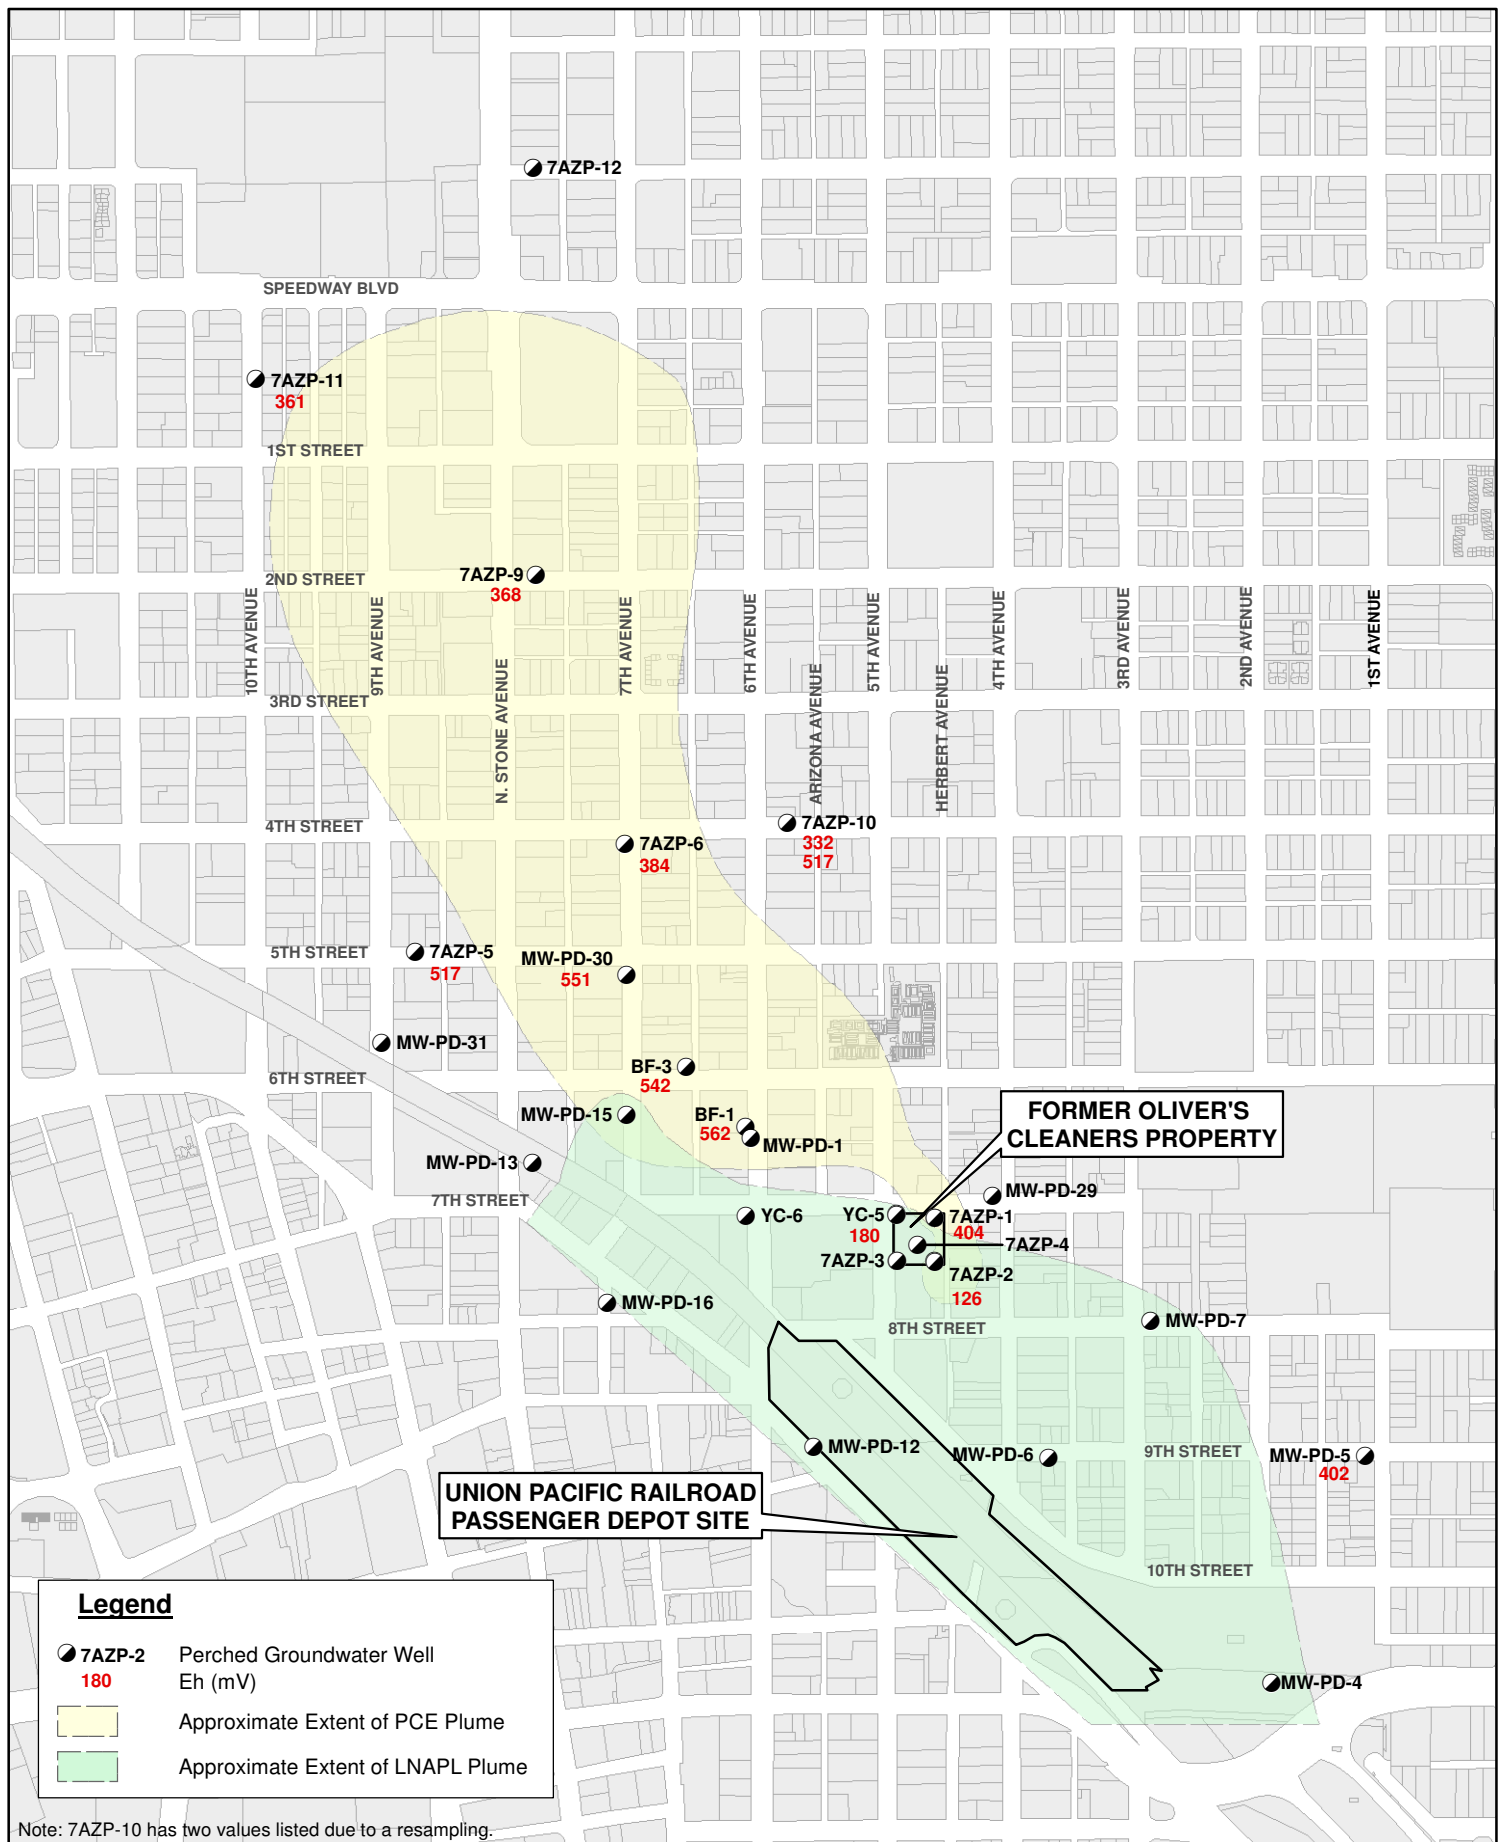 7AZP-12
SPEEDWAY BLVD
7AZP-11
361
1ST STREET
7AZP-9
368
2ND STREET
10TH AVENUE
9TH AVENUE
N. STONE AVENUE
7TH AVENUE
6TH AVENUE
ARIZONA AVENUE
5TH AVENUE
HERBERT AVENUE
4TH AVENUE
3RD AVENUE
2ND AVENUE
1ST AVENUE
3RD STREET
4TH STREET
7AZP-10
332
517
7AZP-6
384
5TH STREET
7AZP-5
517
MW-PD-30
551
MW-PD-31
6TH STREET
BF-3
542
MW-PD-15
BF-1
562
MW-PD-1
FORMER OLIVER'S
CLEANERS PROPERTY
MW-PD-13
7TH STREET
MW-PD-29
YC-6
YC-5
180
7AZP-1
404
7AZP-4
7AZP-3
7AZP-2
126
MW-PD-16
8TH STREET
MW-PD-7
MW-PD-12
MW-PD-6
9TH STREET
MW-PD-5
402
UNION PACIFIC RAILROAD
PASSENGER DEPOT SITE
10TH STREET
MW-PD-4
Legend
7AZP-2 Perched Groundwater Well
180 Eh (mV)
Approximate Extent of PCE Plume
Approximate Extent of LNAPL Plume
Note: 7AZP-10 has two values listed due to a resampling.